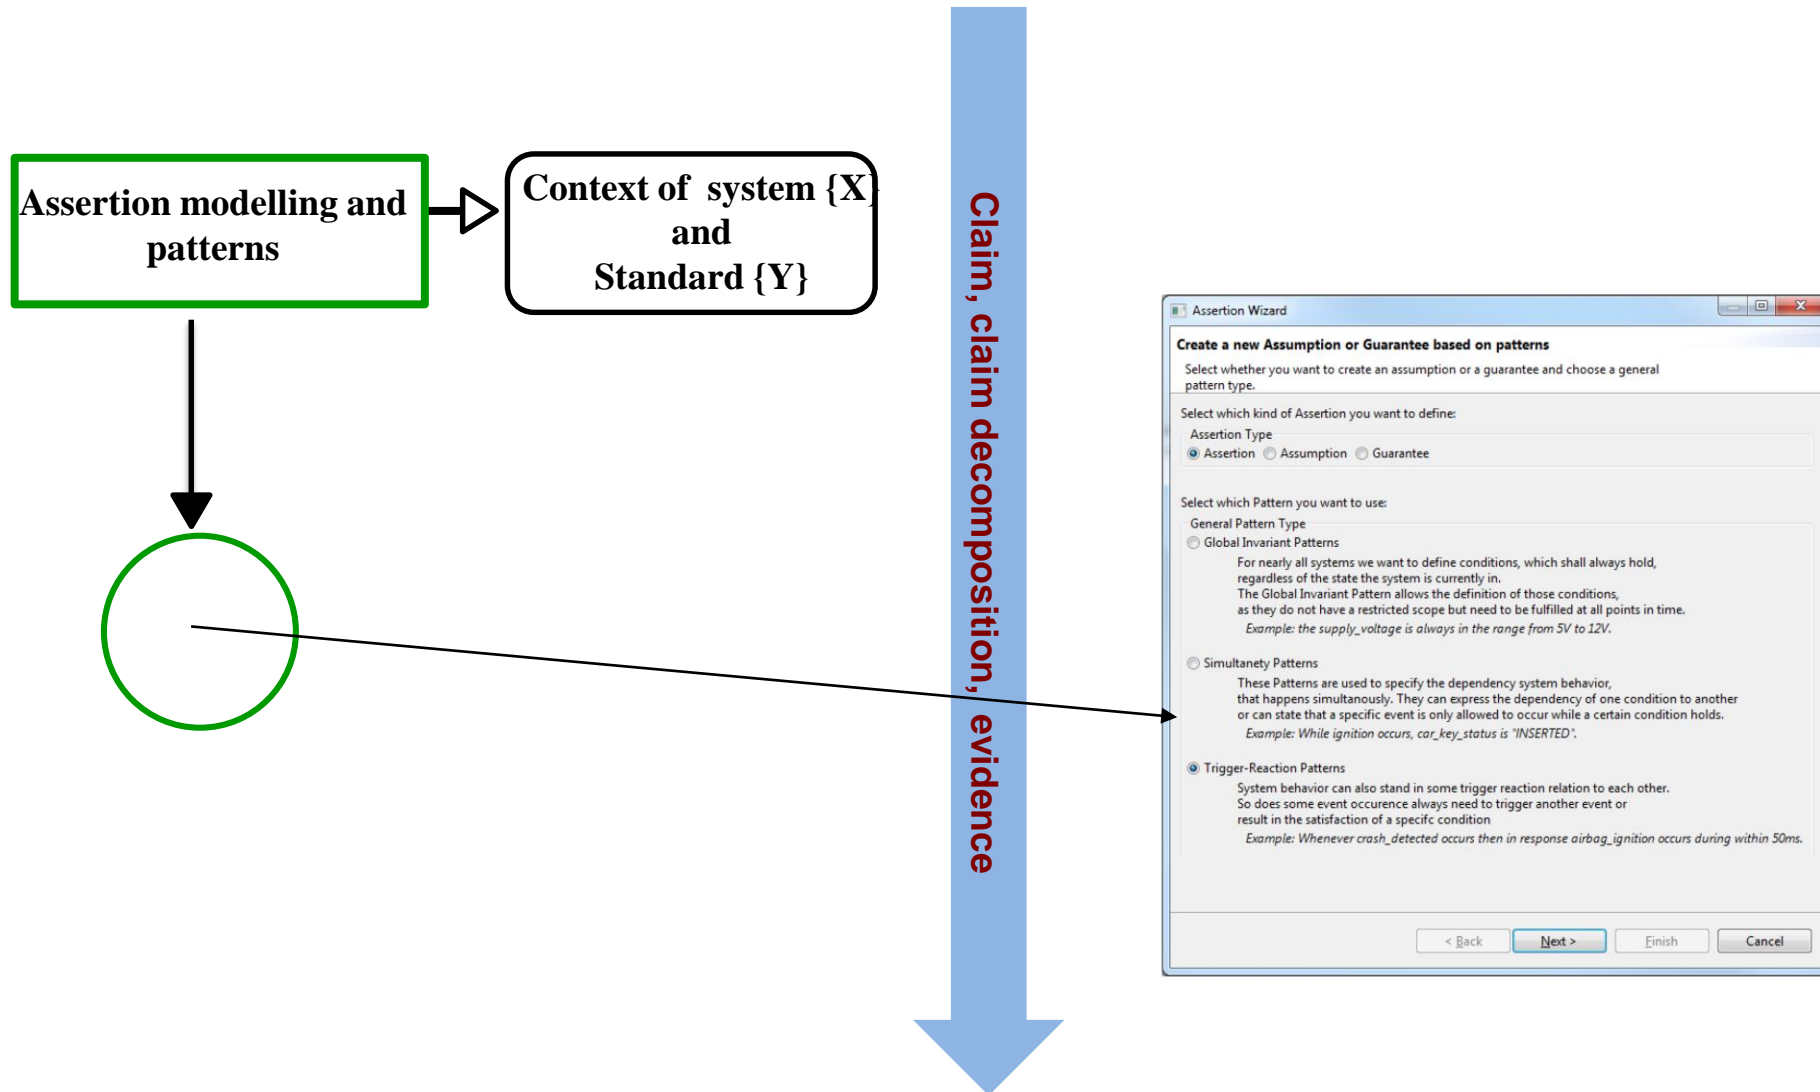 Assertion modelling and
patterns
Context of  system {X}
and
Standard {Y}
Claim, claim decomposition, evidence
Assertion Wizard
Create a new Assumption or Guarantee based on patterns
Select whether you want to create an assumption or a guarantee and choose a general
pattern type.
Select which kind of Assertion you want to define:
Assertion Type
Assertion Assumption Guarantee
Select which Pattern you want to use:
General Pattern Type
Global Invariant Patterns
For nearly all systems we want to define conditions, which shall always hold,
regardless of the state the system is currently in.
The Global Invariant Pattern allows the definition of those conditions,
as they do not have a restricted scope but need to be fulfilled at all points in time.
Example: the supply_voltage is always in the range from 5V to 12V.
Simultanety Patterns
These Patterns are used to specify the dependency system behavior,
that happens simultanously. They can express the dependency of one condition to another
or can state that a specific event is only allowed to occur while a certain condition holds.
Example: While ignition occurs, car_key_status is "INSERTED".
Trigger-Reaction Patterns
System behavior can also stand in some trigger reaction relation to each other.
So does some event occurence always need to trigger another event or
result in the satisfaction of a specifc condition
Example: Whenever crash_detected occurs then in response airbag_ignition occurs during within 50ms.
< Back Next > Finish Cancel